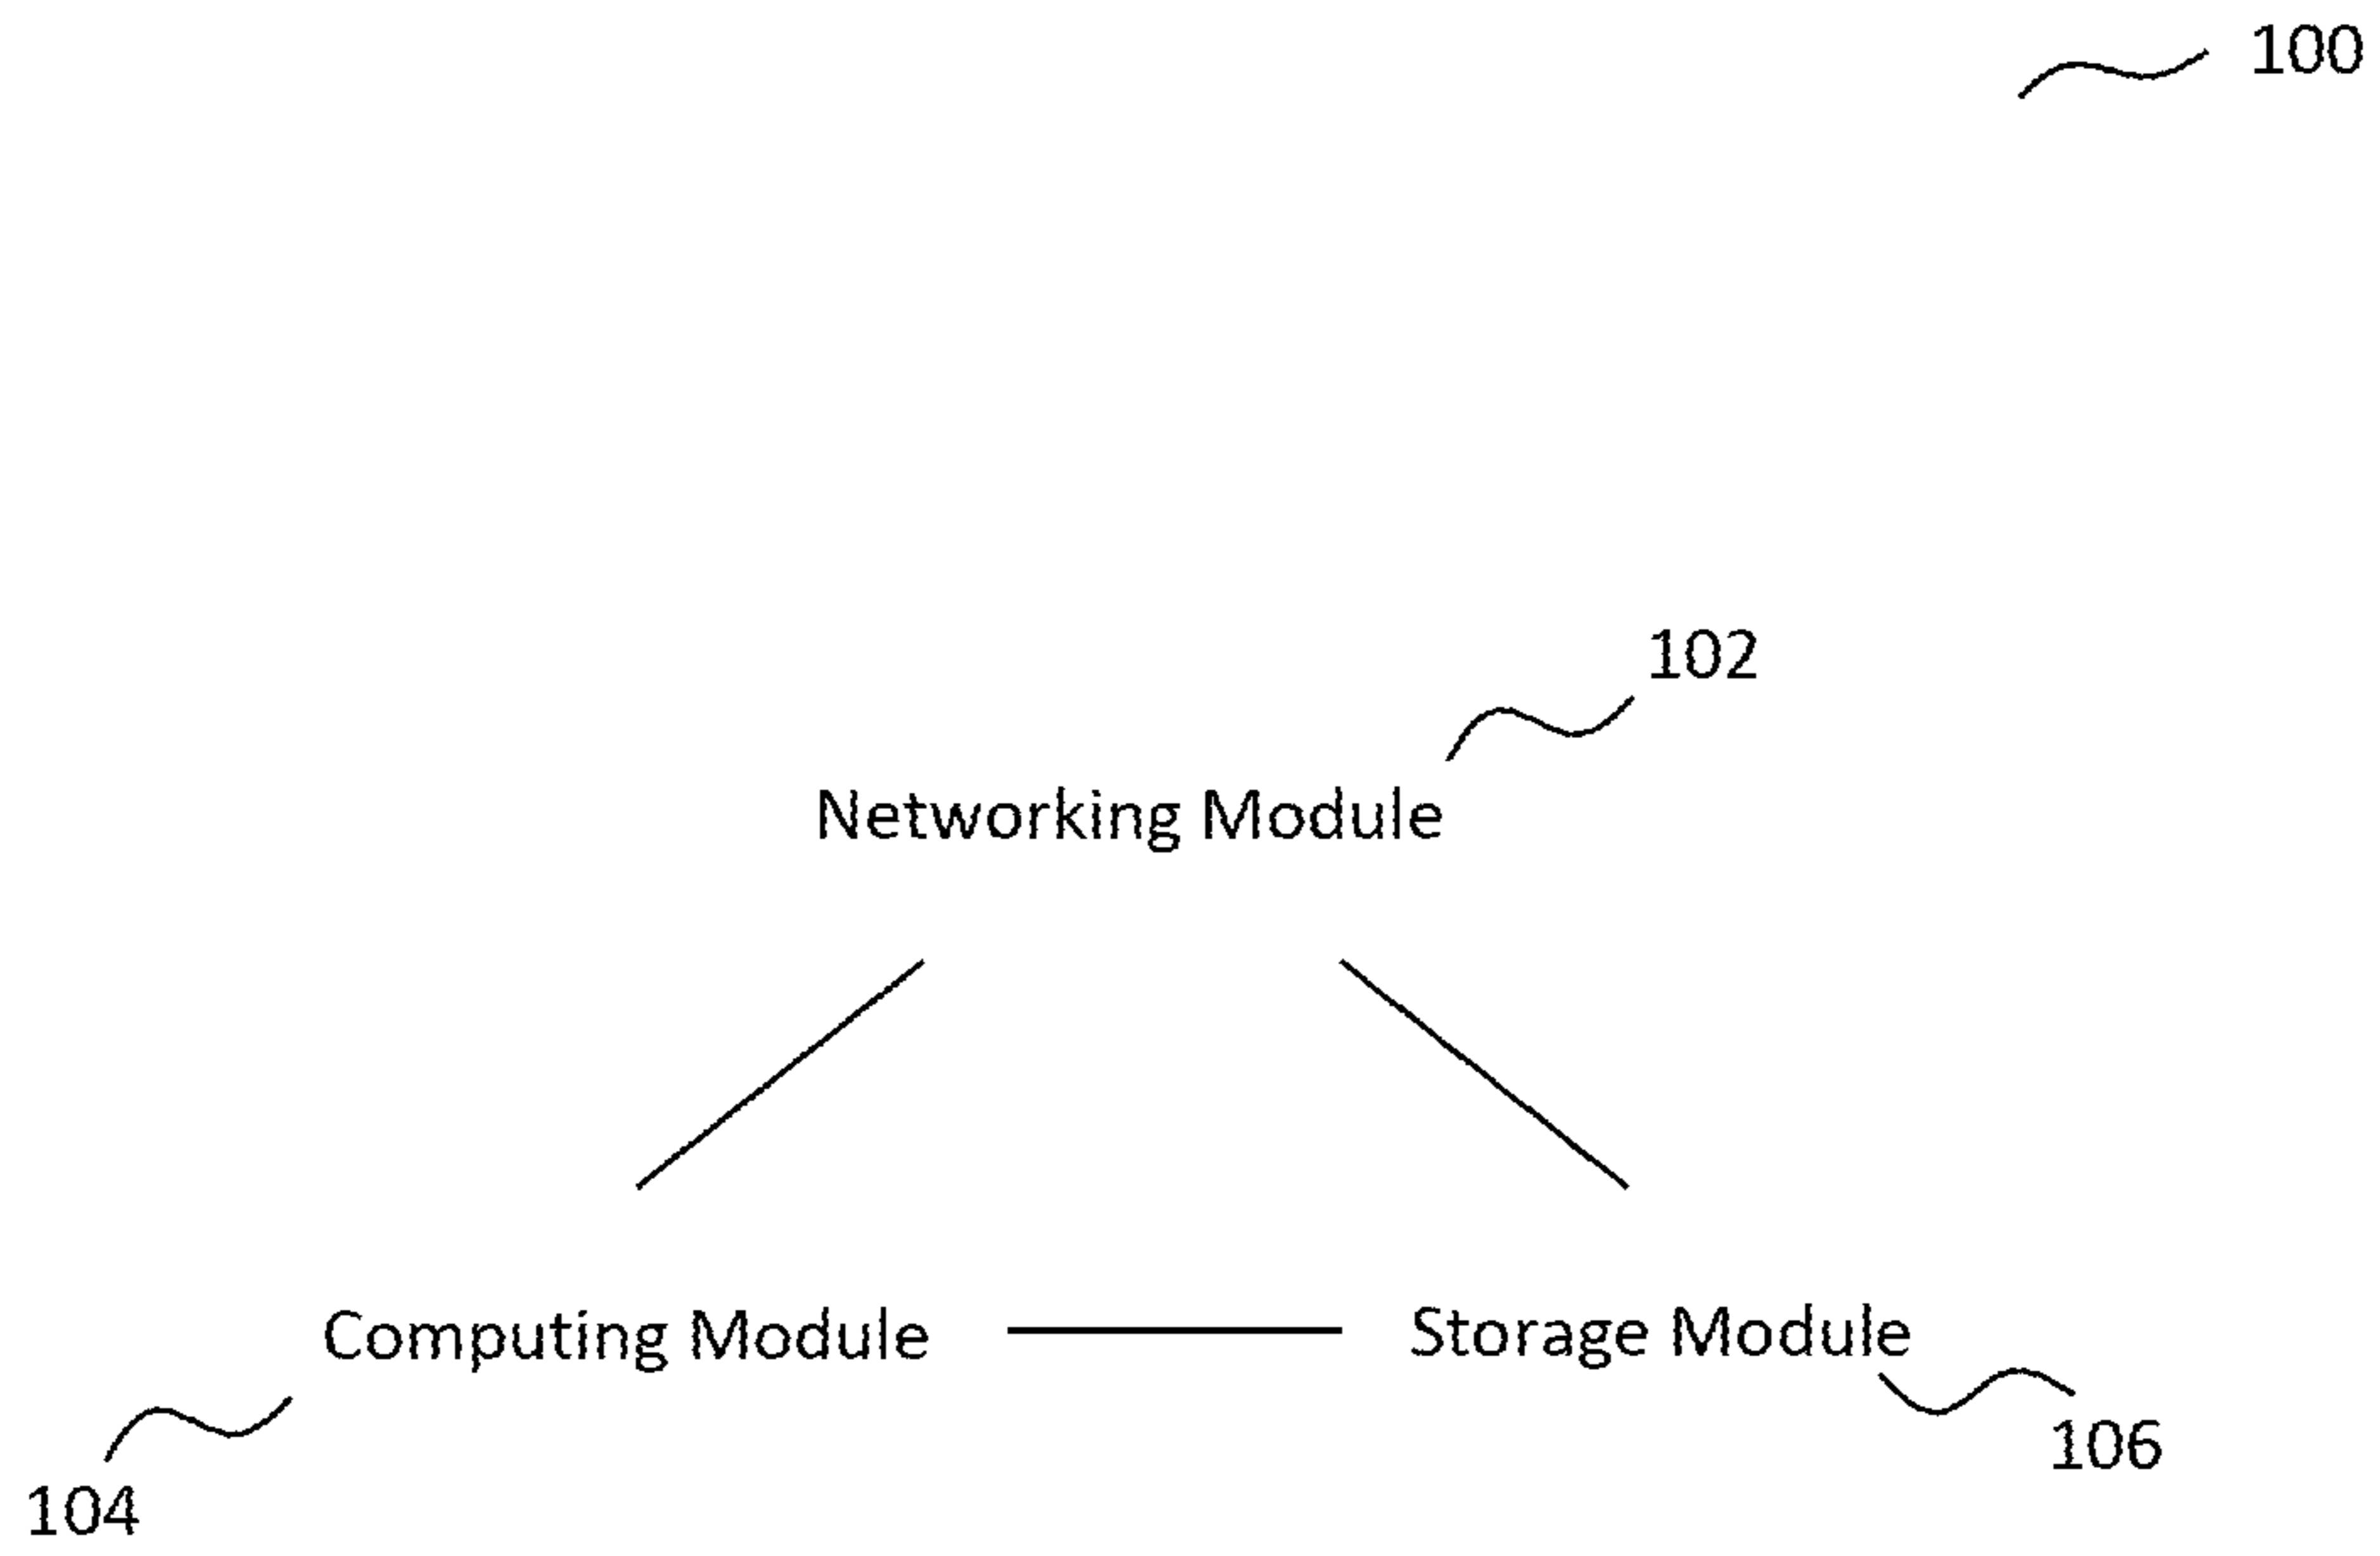 100
102
Networking Module
Computing Module
Storage Module
106
104